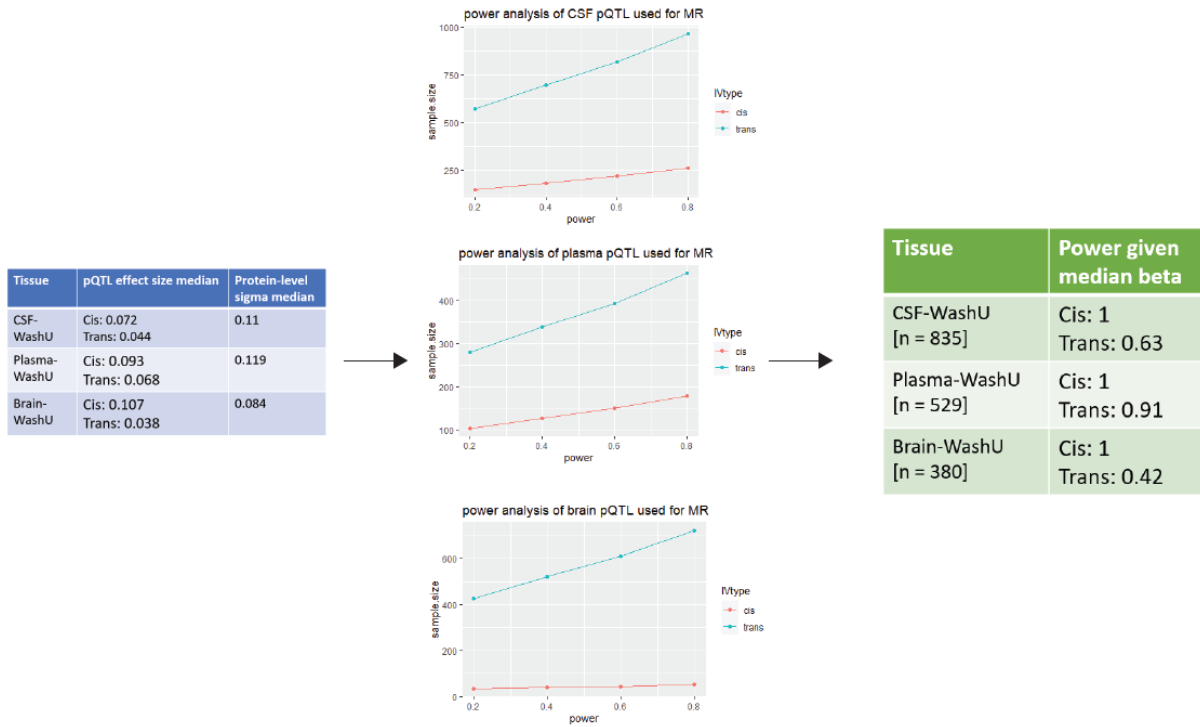 Tissue pQTL effect size median Protein-level
sigma median
CSF-
WashU
Cis: 0.072
Trans: 0.044
0.11
Plasma-
WashU
Cis: 0.093
Trans: 0.068
0.119
Brain-
WashU
Cis: 0.107
Trans: 0.038
0.084
power analysis of CSF pQTL used for MR
1000
750
500
250
sample.size
0.2 0.4 0.6 0.8
power
IVtype
cis
trans
power analysis of plasma pQTL used for MR
400
300
200
100
sample.size
0.2 0.4 0.6 0.8
power
IVtype
cis
trans
power analysis of brain pQTL used for MR
600
400
200
0
sample.size
0.2 0.4 0.6 0.8
power
IVtype
cis
trans
Tissue Power given
median beta
CSF-WashU
[n = 835]
Cis: 1
Trans: 0.63
Plasma-WashU
[n = 529]
Cis: 1
Trans: 0.91
Brain-WashU
[n = 380]
Cis: 1
Trans: 0.42